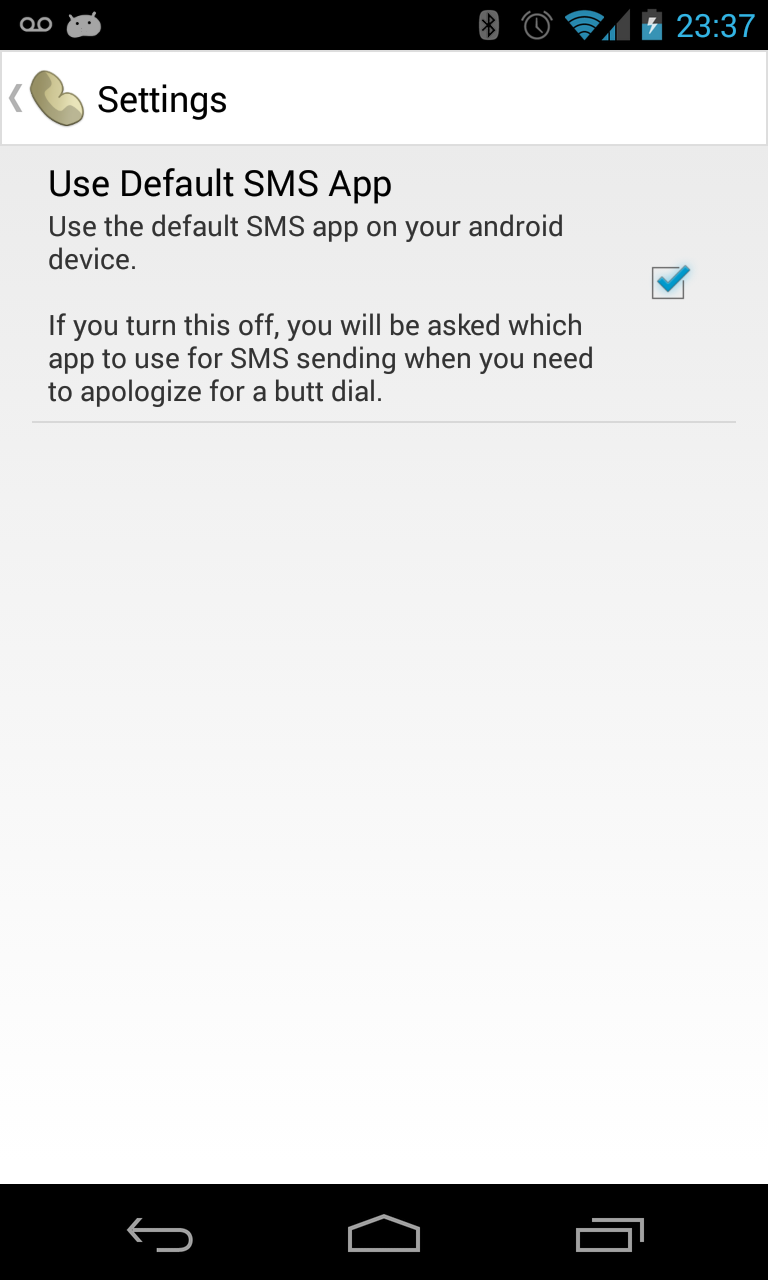 23:37
Settings
Use Default SMS App
Use the default SMS app on your android
device.
If you turn this off, you will be asked which
app to use for SMS sending when you need
to apologize for a butt dial.